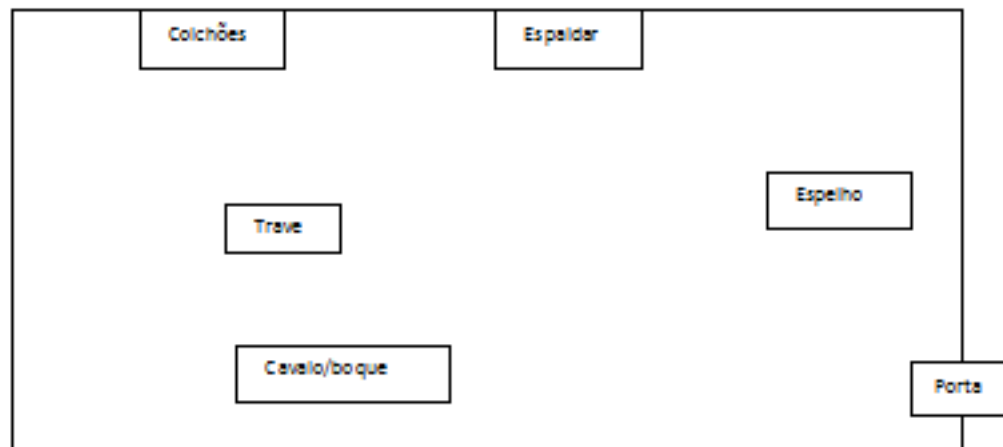 Colchões
Espaldar
Espelho
Trave
Cavalo/boque
Porta